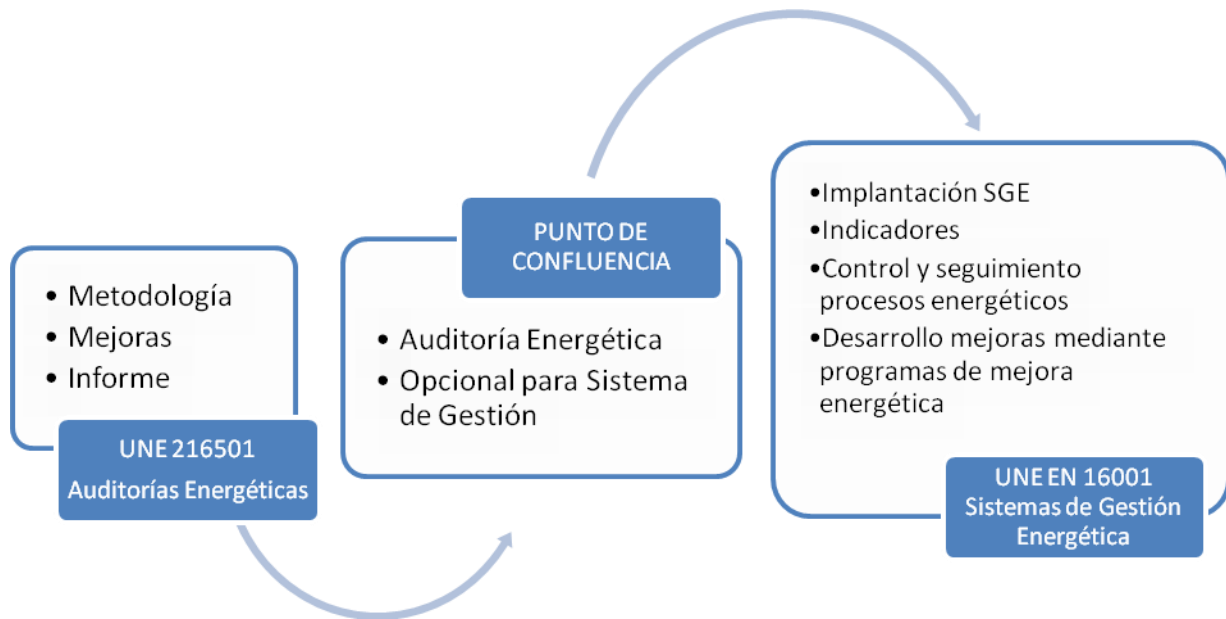 • Metodología
• Mejoras
• Informe
UNE 216501
Auditorías Energéticas
PUNTO DE
CONFLUENCIA
• Auditoría Energética
• Opcional para Sistema
de Gestión
•Implantación SGE
•Indicadores
•Control y seguimiento
procesos energéticos
•Desarrollo mejoras mediante
programas de mejora
energética
UNE EN 16001
Sistemas de Gestión
Energética